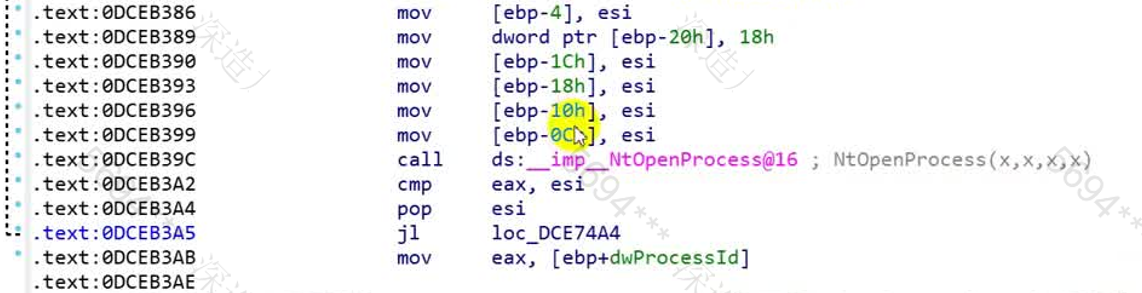 .text:0DCEB386 mov [ebp-4], esi
.text:0DCEB389 mov dword ptr [ebp-20h], 18h
.text:0DCEB390 mov [ebp-1Ch], esi
.text:0DCEB393 mov [ebp-18h], esi
.text:0DCEB396 mov [ebp-10h], esi
.text:0DCEB399 mov [ebp-0Ch], esi
.text:0DCEB39C call ds:__imp__NtOpenProcess@16 ; NtOpenProcess(x,x,x,x)
.text:0DCEB3A2 cmp eax, esi
.text:0DCEB3A4 pop esi
.text:0DCEB3A5 jl loc_DCE74A4
.text:0DCEB3AB mov eax, [ebp+dwProcessId]
.text:0DCEB3AE